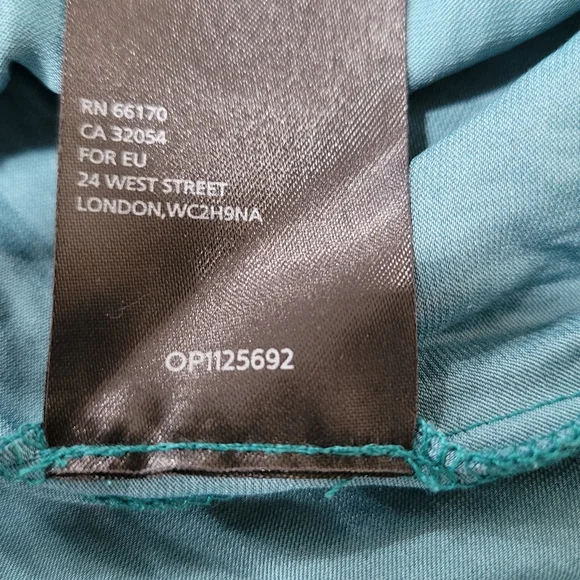 RN 66170
CA 32054
FOR EU
24 WEST STREET
LONDON,WC2H9NA
OP1125692